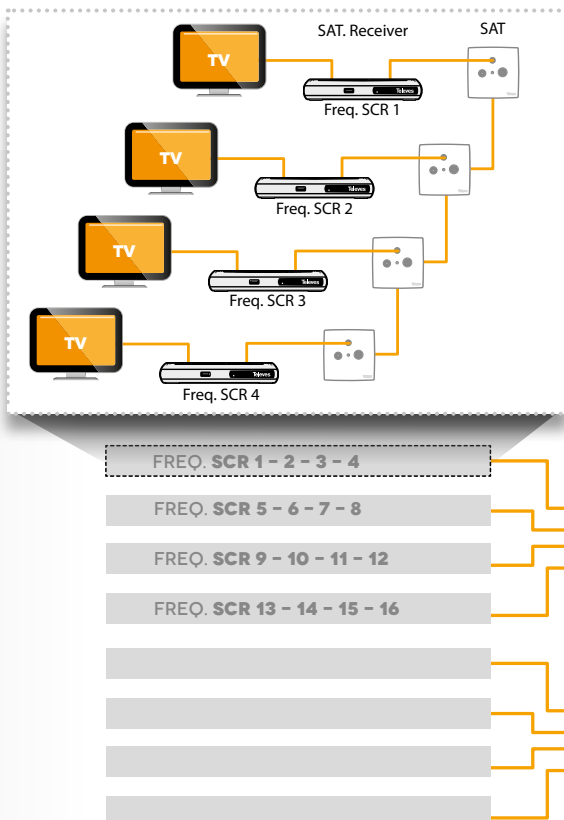 SAT. Receiver
SAT
TV
Televes
Freq. SCR 1
TV
Televes
Freq. SCR 2
TV
Televes
Freq. SCR 3
TV
Televes
Freq. SCR 4
FREQ. SCR 1 – 2 – 3 – 4
FREQ. SCR 5 – 6 – 7 – 8
FREQ. SCR 9 – 10 – 11 – 12
FREQ. SCR 13 – 14 – 15 – 16